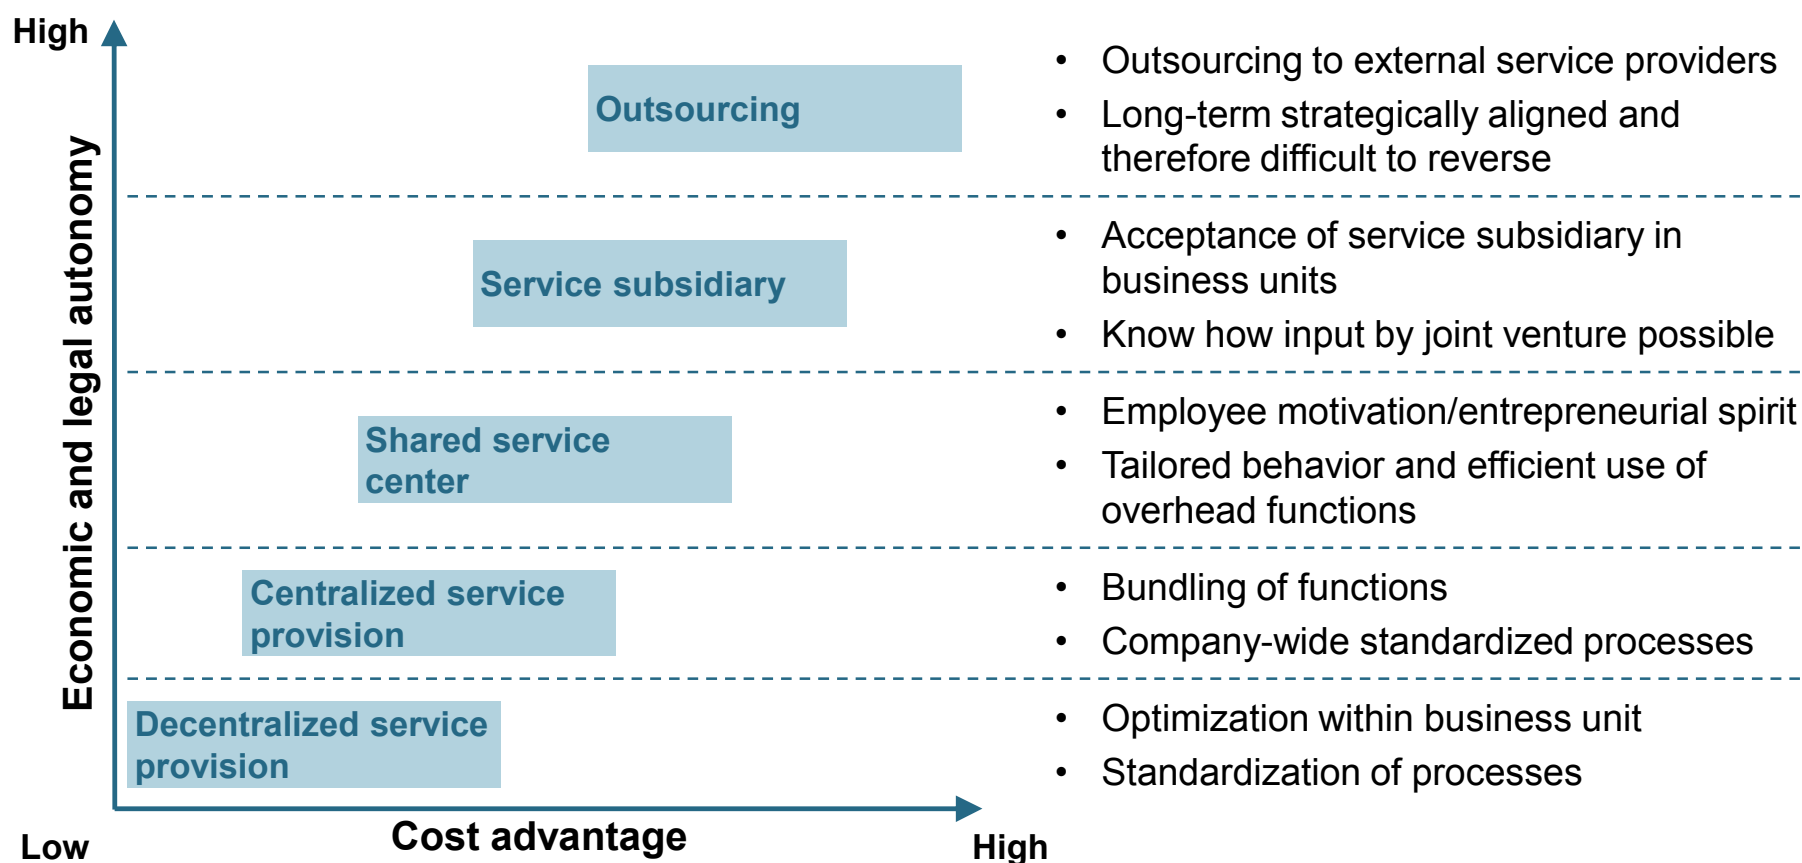 High
Economic and legal autonomy
Outsourcing
• Outsourcing to external service providers
• Long-term strategically aligned and
therefore difficult to reverse
Service subsidiary
• Acceptance of service subsidiary in
business units
• Know how input by joint venture possible
Shared service
center
• Employee motivation/entrepreneurial spirit
• Tailored behavior and efficient use of
overhead functions
Centralized service
provision
• Bundling of functions
• Company-wide standardized processes
Decentralized service
provision
• Optimization within business unit
• Standardization of processes
Low
Cost advantage
High